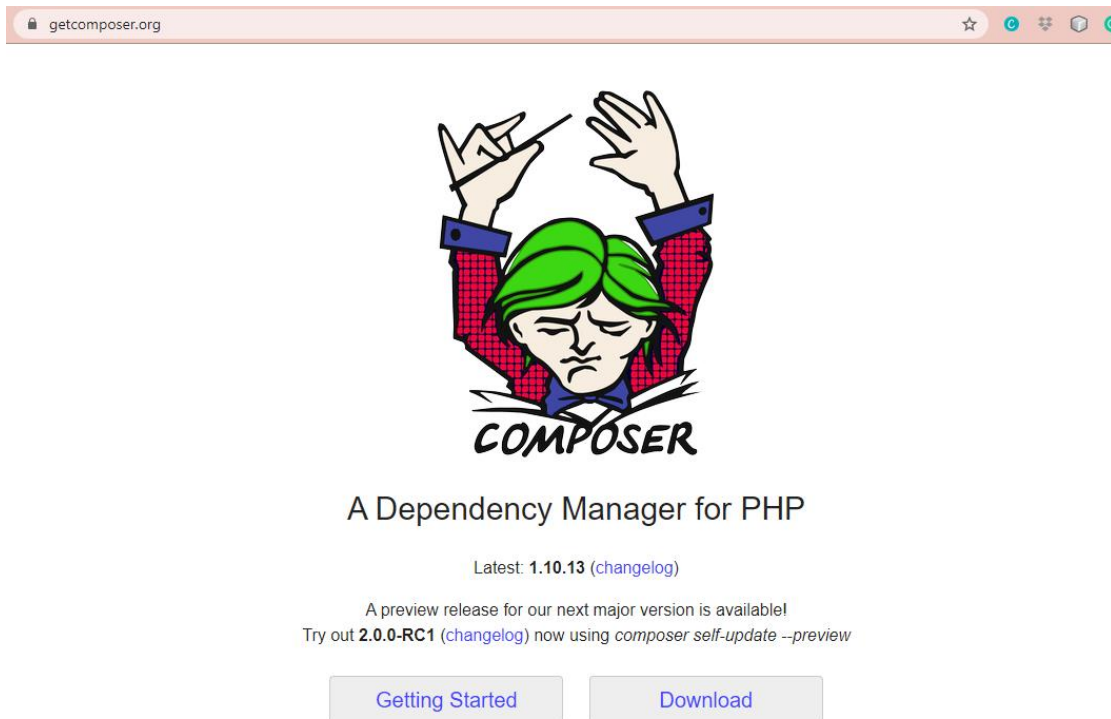 getcomposer.org
COMPOSER
A Dependency Manager for PHP
Latest: 1.10.13 (changelog)
A preview release for our next major version is available!
Try out 2.0.0-RC1 (changelog) now using composer self-update --preview
Getting Started
Download